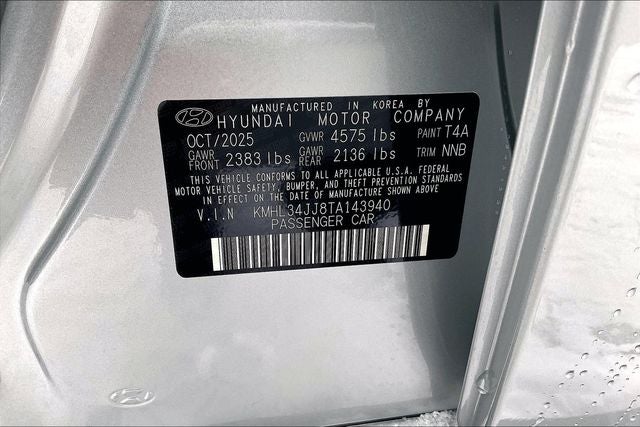 MANUFACTURED IN KOREA BY
HYUNDAI MOTOR COMPANY
OCT/2025 GVWR 4575 lbs PAINT T4A
GAWR FRONT 2383 lbs GAWR REAR 2136 lbs TRIM NNB
THIS VEHICLE CONFORMS TO ALL APPLICABLE U.S.A. FEDERAL
MOTOR VEHICLE SAFETY, BUMPER, AND THEFT PREVENTION STANDARDS
IN EFFECT ON THE DATE OF MANUFACTURE SHOWN ABOVE
V.I.N KMHL34JJ8TA143940
PASSENGER CAR